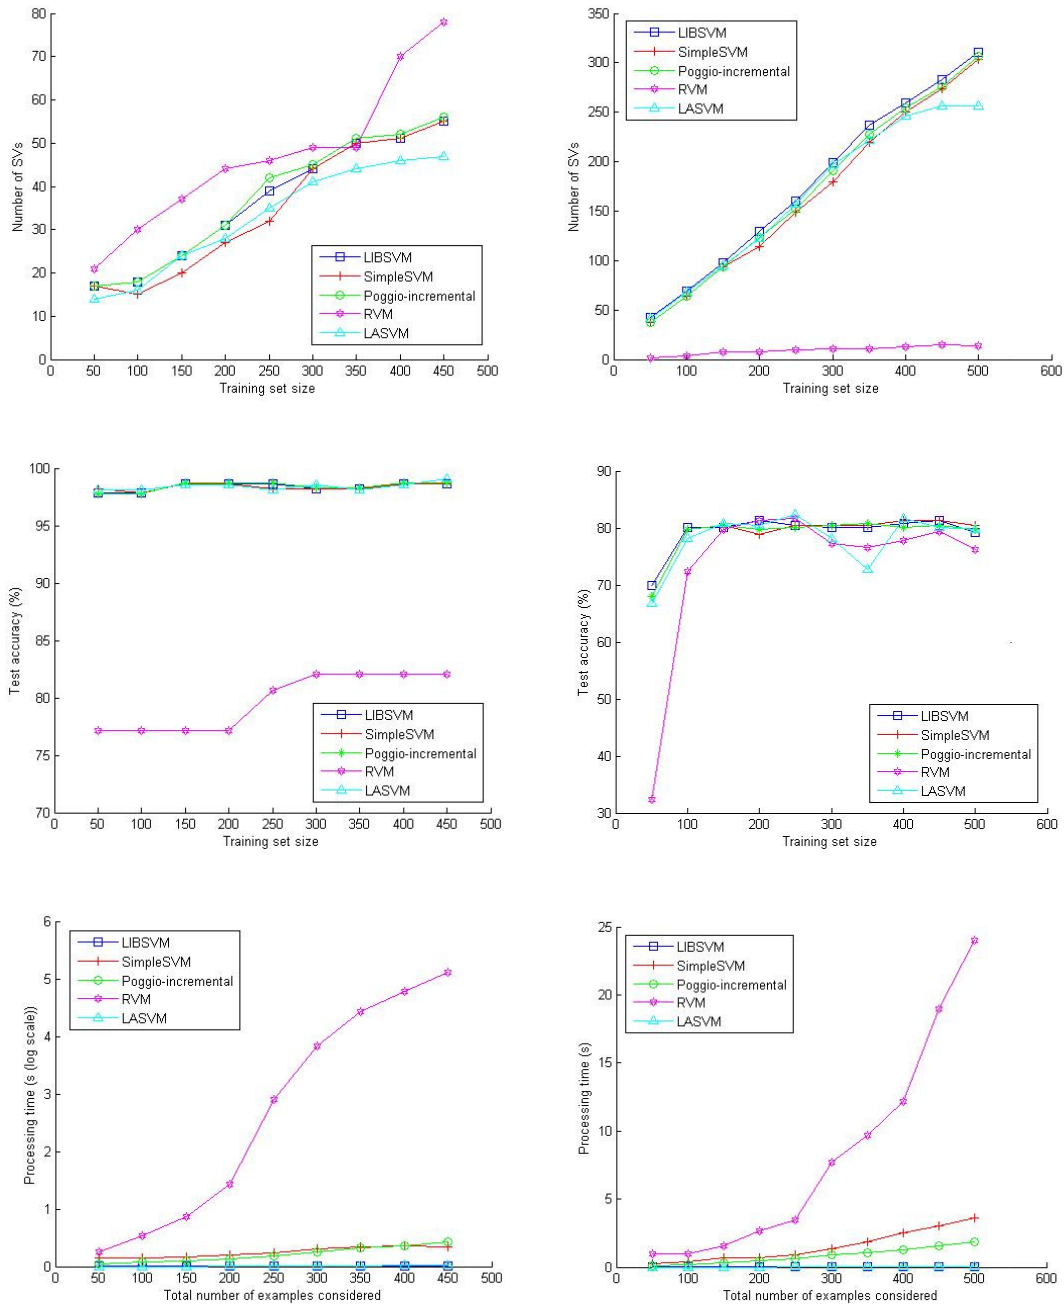 80
70
60
50
40
30
20
10
0
Number of SVs
LIBSVM
SimpleSVM
Poggio-incremental
RVM
LASVM
0 50 100 150 200 250 300 350 400 450 500
Training set size
350
300
250
200
150
100
50
0
Number of SVs
LIBSVM
SimpleSVM
Poggio-incremental
RVM
LASVM
0 100 200 300 400 500 600
Training set size
100
95
90
85
80
75
70
Test accuracy (%)
LIBSVM
SimpleSVM
Poggio-incremental
RVM
LASVM
0 50 100 150 200 250 300 350 400 450 500
Training set size
90
80
70
60
50
40
30
Test accuracy (%)
LIBSVM
SimpleSVM
Poggio-incremental
RVM
LASVM
0 100 200 300 400 500 600
Training set size
6
5
4
3
2
1
0
Processing time (s (log scale))
LIBSVM
SimpleSVM
Poggio-incremental
RVM
LASVM
0 50 100 150 200 250 300 350 400 450 500
Total number of examples considered
25
20
15
10
5
0
Processing time (s)
LIBSVM
SimpleSVM
Poggio-incremental
RVM
LASVM
0 100 200 300 400 500 600
Total number of examples considered